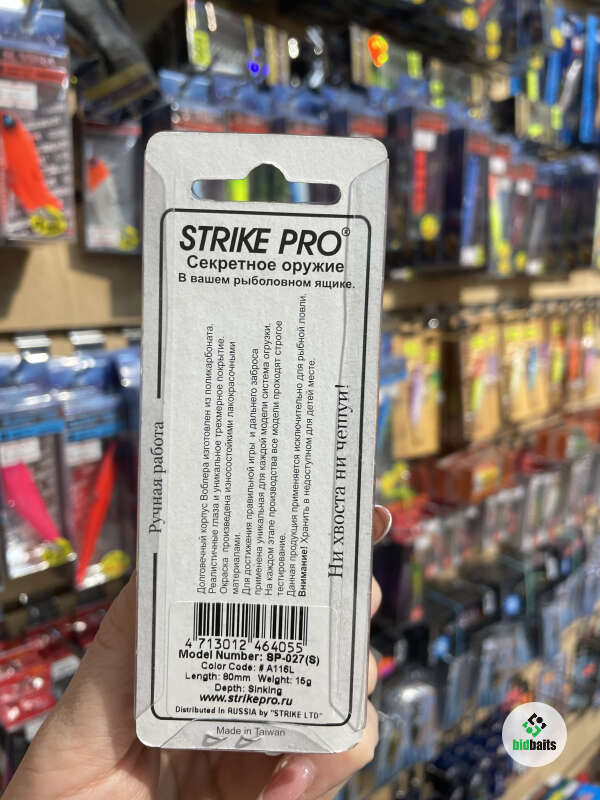 STRIKE PRO®
Секретное оружие
В вашем рыболовном ящике.
Ручная работа
Долговечный корпус Воблера изготовлен из поликарбоната.
Реалистичные глаза и уникальное трехмерное покрытие.
Окраска произведена износостойкими лакокрасочными
материалами.
Для достижения правильной игры и дальнего заброса
применена уникальная для каждой модели система огрузки.
На каждом этапе производства все модели проходят строгое
тестирование.
Данная продукция применяется исключительно для рыбной ловли.
Внимание! Хранить в недоступном для детей месте.
Ни хвоста ни чешуи!
4 713012 464055
Model Number: SP-027(S)
Color Code: # A116L
Length: 80mm Weight: 15g
Depth: Sinking
www.strikepro.ru
Distributed in RUSSIA by "STRIKE LTD"
Made in Taiwan
bidbaits